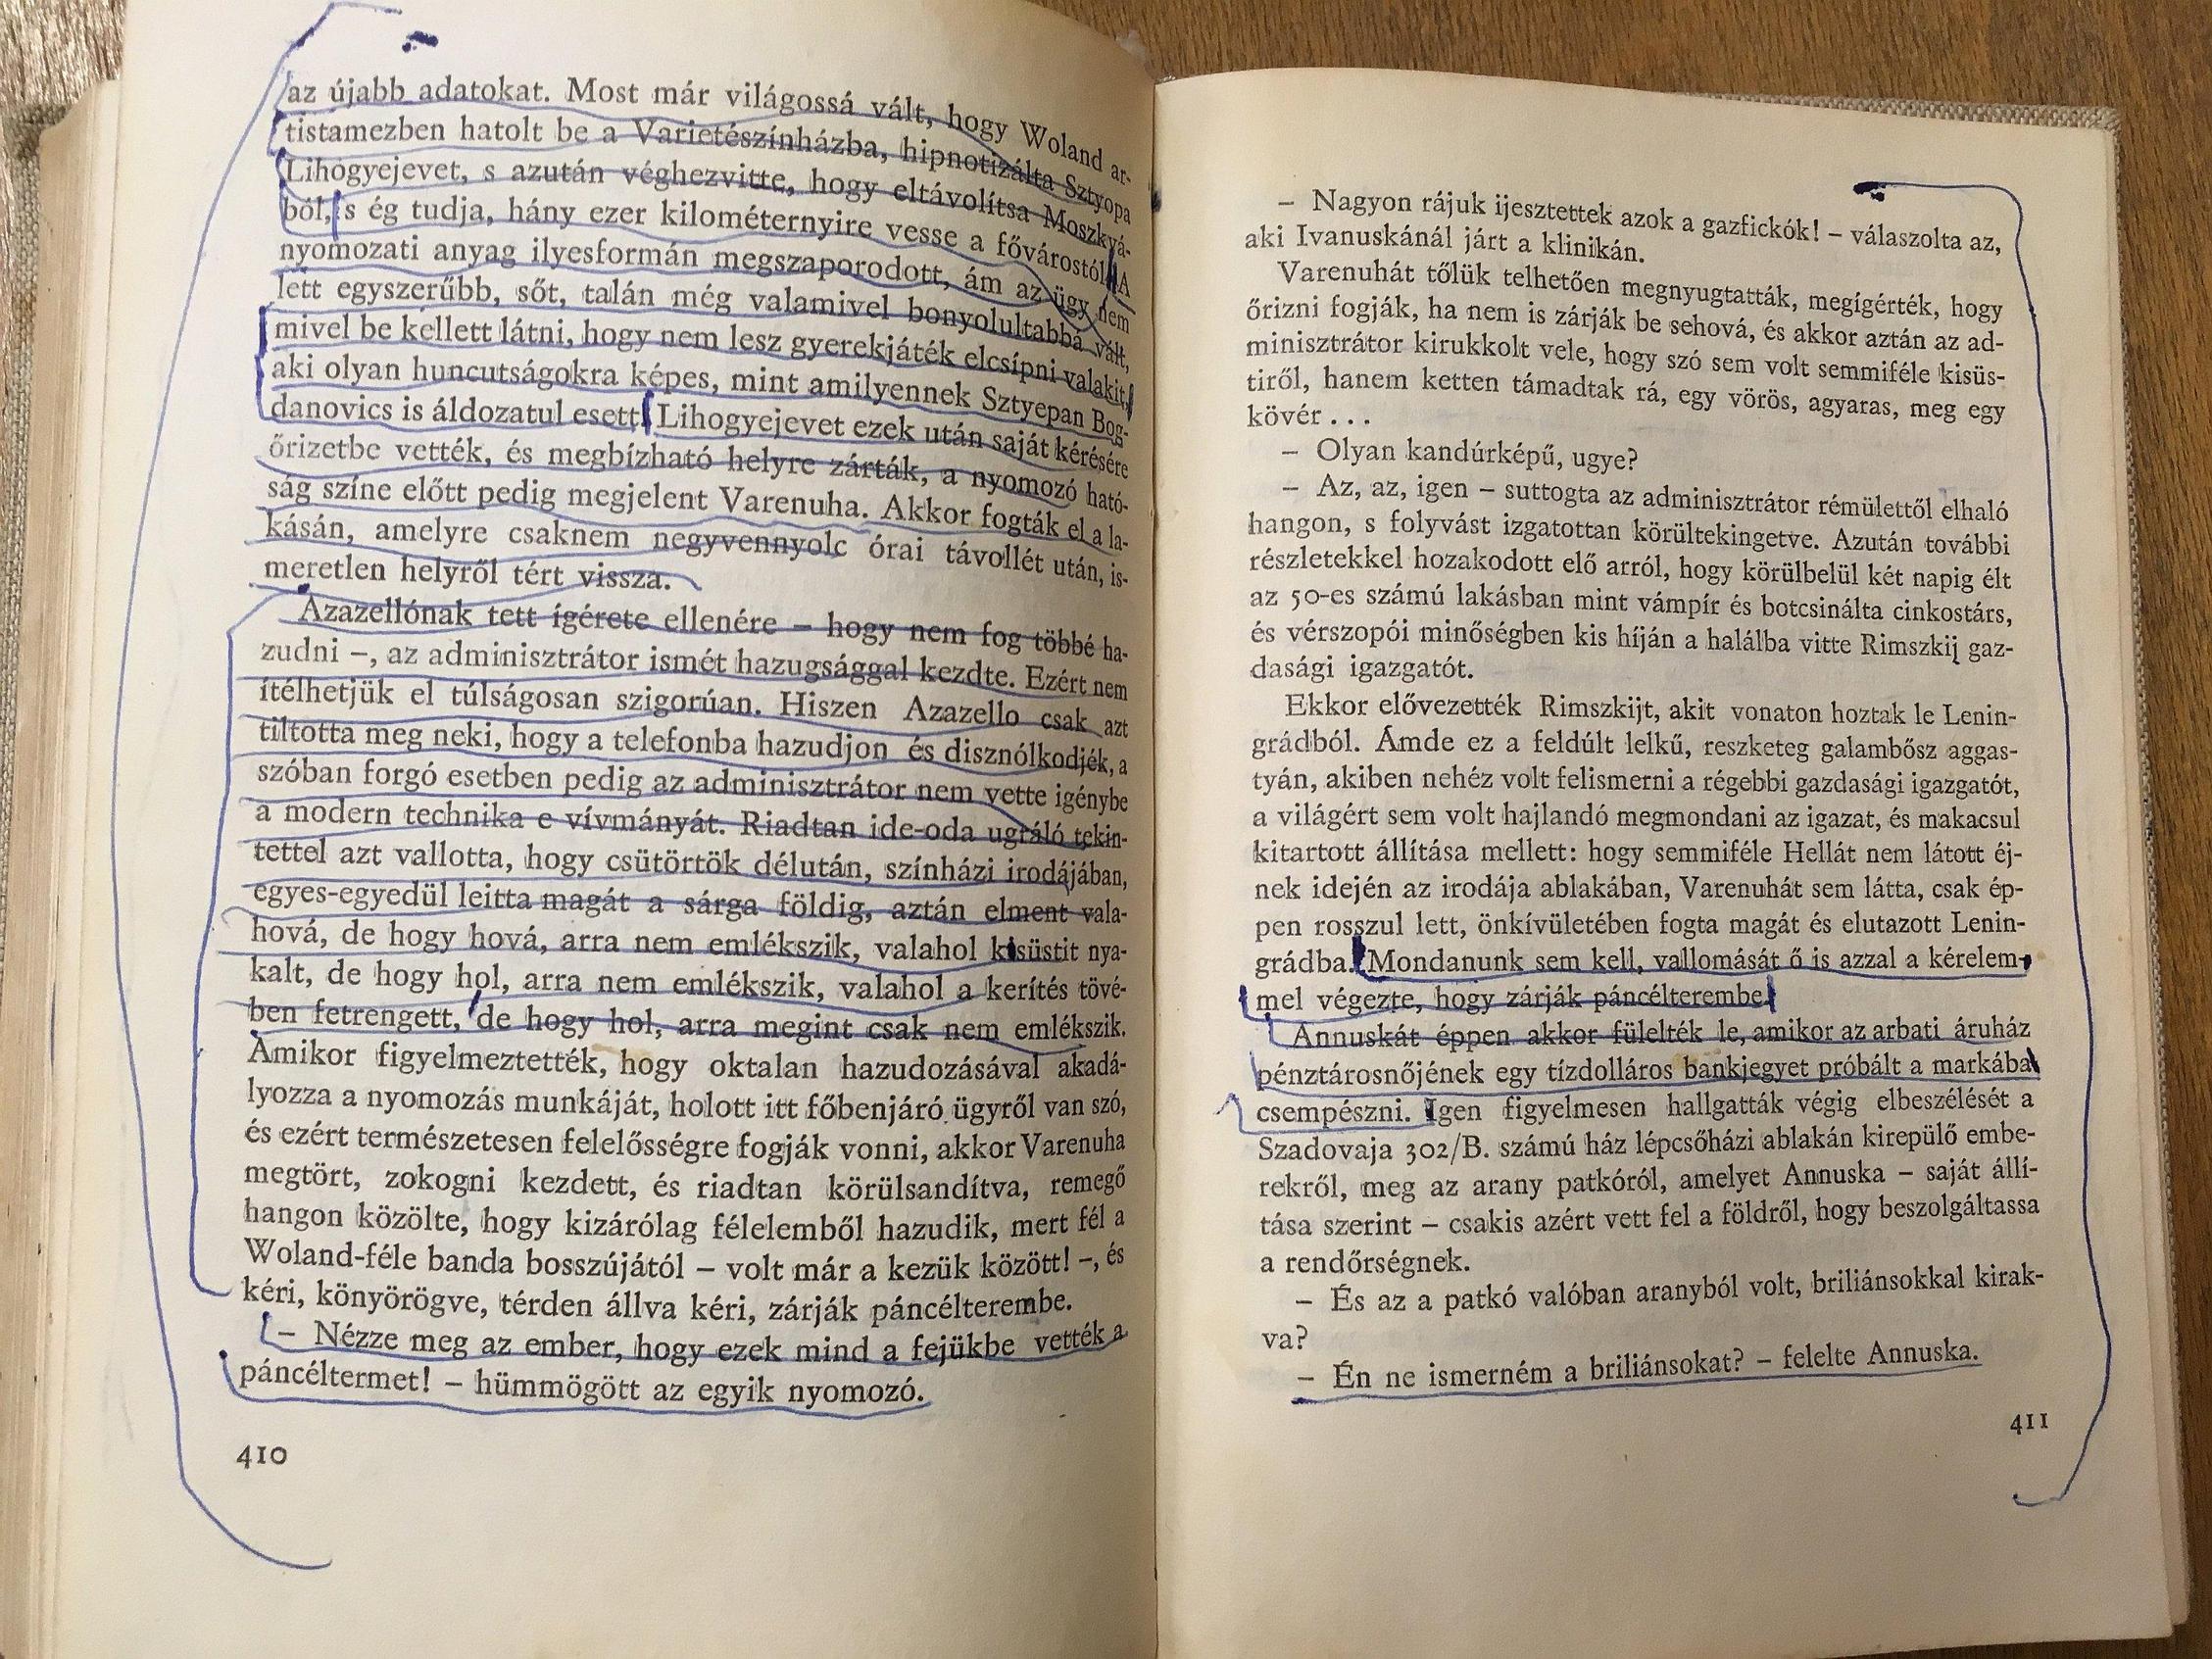 az újabb adatokat. Most már világossá vált, hogy Woland ar-
tistamezben hatolt be a Varietészínházba, hipnotizálta Sztyopa
Lihogyejevet, s azután véghezvitte, hogy eltávolítsa Moszkvá-
ból, s ég tudja, hány ezer kilométernyire vesse a fővárostól. A
nyomozati anyag ilyesformán megszaporodott, ám az ügy nem
lett egyszerűbb, sőt, talán még valamivel bonyolultabbá vált,
mivel be kellett látni, hogy nem lesz gyerekjáték elcsípni valakit,
aki olyan huncutságokra képes, mint amilyennek Sztyepan Bog-
danovics is áldozatul esett. Lihogyejevet ezek után saját kérésére
őrizetbe vették, és megbízható helyre zárták, a nyomozó ható-
ság színe előtt pedig megjelent Varenuha. Akkor fogták el a la-
kásán, amelyre csaknem negyvennyolc órai távollét után, is-
meretlen helyről tért vissza.
Azazellónak tett ígérete ellenére – hogy nem fog többé ha-
zudni –, az adminisztrátor ismét hazugsággal kezdte. Ezért nem
ítélhetjük el túlságosan szigorúan. Hiszen Azazello csak azt
tiltotta meg neki, hogy a telefonba hazudjon és disznólkodjék, a
szóban forgó esetben pedig az adminisztrátor nem vette igénybe
a modern technika e vívmányát. Riadtan ide-oda ugráló tekin-
tettel azt vallotta, hogy csütörtök délután, színházi irodájában,
egyes-egyedül leitta magát a sárga földig, aztán elment vala-
hová, de hogy hová, arra nem emlékszik, valahol kisüstit nya-
kalt, de hogy hol, arra nem emlékszik, valahol a kerítés tövé-
ben fetrengett, de hogy hol, arra megint csak nem emlékszik.
Amikor figyelmeztették, hogy oktalan hazudozásával akadá-
lyozza a nyomozás munkáját, holott itt főbenjáró ügyről van szó,
és ezért természetesen felelősségre fogják vonni, akkor Varenuha
megtört, zokogni kezdett, és riadtan körülsandítva, remegő
hangon közölte, hogy kizárólag félelemből hazudik, mert fél a
Woland-féle banda bosszújától – volt már a kezük között! –, és
kéri, könyörögve, térden állva kéri, zárják páncélterembe.
– Nézze meg az ember, hogy ezek mind a fejükbe vették a
páncéltermet! – hümmögött az egyik nyomozó.
410
– Nagyon rájuk ijesztettek azok a gazfickók! – válaszolta az,
aki Ivanuskánál járt a klinikán.
Varenuhát tőlük telhetően megnyugtatták, megígérték, hogy
őrizni fogják, ha nem is zárják be sehová, és akkor aztán az ad-
minisztrátor kirukkolt vele, hogy szó sem volt semmiféle kisüs-
tiről, hanem ketten támadtak rá, egy vörös, agyaras, meg egy
kövér . . .
– Olyan kandúrképű, ugye?
– Az, az, igen – suttogta az adminisztrátor rémülettől elhaló
hangon, s folyvást izgatottan körültekingetve. Azután további
részletekkel hozakodott elő arról, hogy körülbelül két napig élt
az 50-es számú lakásban mint vámpír és botcsinálta cinkostárs,
és vérszopói minőségben kis híján a halálba vitte Rimszkij gaz-
dasági igazgatót.
Ekkor elővezették Rimszkijt, akit vonaton hoztak le Lenin-
grádból. Ámde ez a feldúlt lelkű, reszketeg galambősz aggas-
tyán, akiben nehéz volt felismerni a régebbi gazdasági igazgatót,
a világért sem volt hajlandó megmondani az igazat, és makacsul
kitartott állítása mellett: hogy semmiféle Hellát nem látott éj-
nek idején az irodája ablakában, Varenuhát sem látta, csak ép-
pen rosszul lett, önkívületében fogta magát és elutazott Lenin-
grádba. Mondanunk sem kell, vallomását ő is azzal a kérelem-
mel végezte, hogy zárják páncélterembe.
Annuskát éppen akkor fülelték le, amikor az arbati áruház
pénztárosnőjének egy tízdolláros bankjegyet próbált a markába
csempészni. Igen figyelmesen hallgatták végig elbeszélését a
Szadovaja 302/B. számú ház lépcsőházi ablakán kirepülő embe-
rekről, meg az arany patkóról, amelyet Annuska – saját állí-
tása szerint – csakis azért vett fel a földről, hogy beszolgáltassa
a rendőrségnek.
– És az a patkó valóban aranyból volt, briliánsokkal kirak-
va?
– Én ne ismerném a briliánsokat? – felelte Annuska.
411